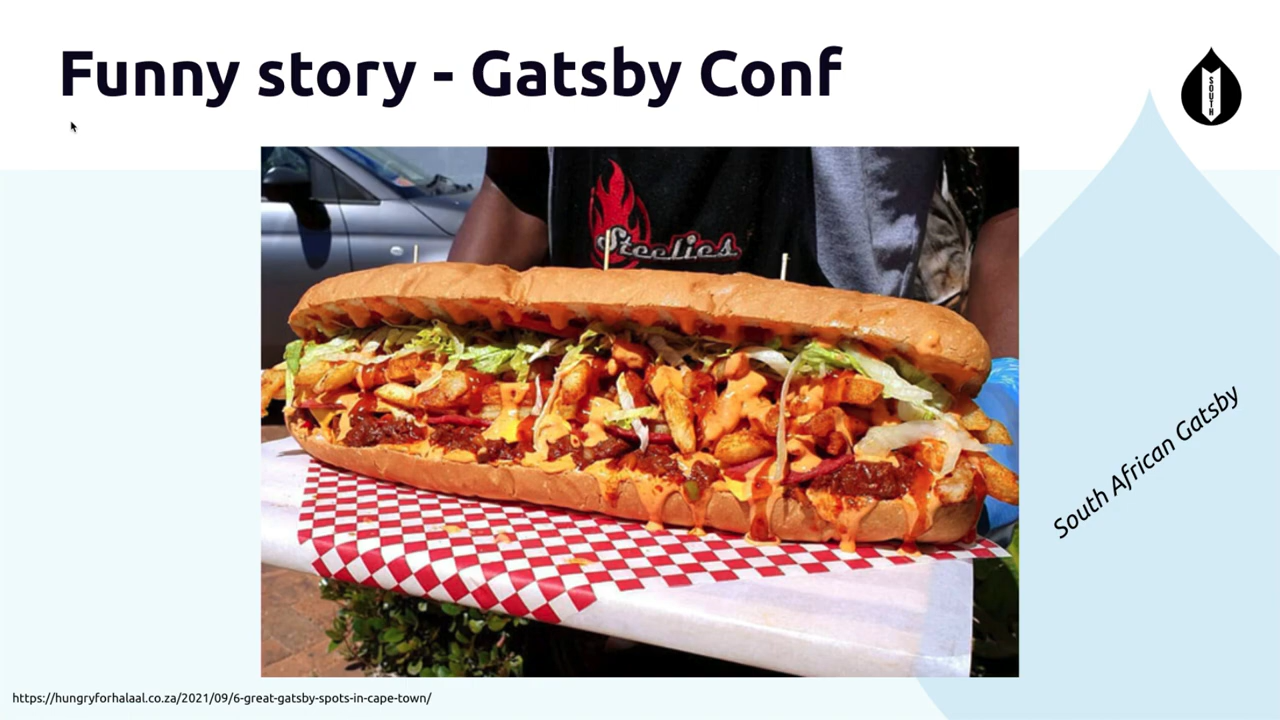 Funny story - Gatsby Conf
SOUTH
Steelies
South African Gatsby
https://hungryforhalaal.co.za/2021/09/6-great-gatsby-spots-in-cape-town/